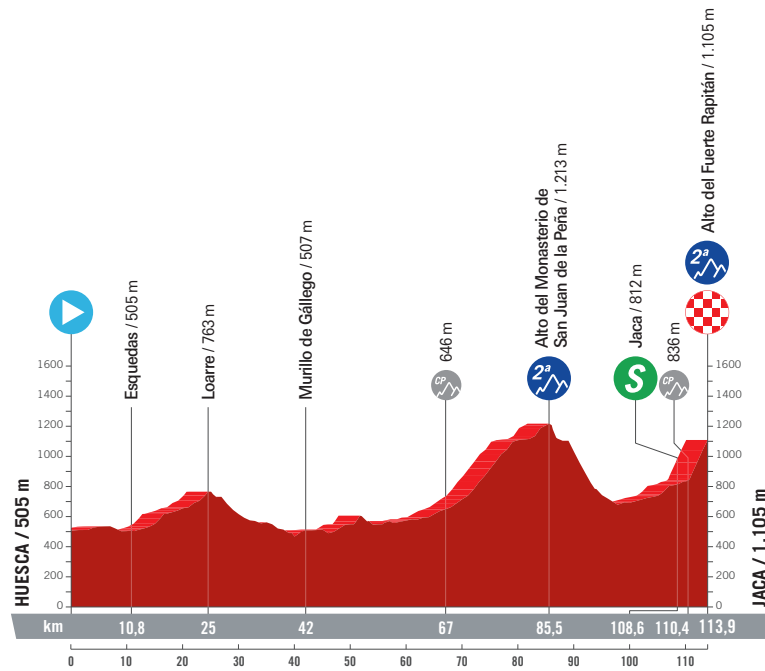 Alto del Fuerte Rapitán / 1.105 m
2ª
Alto del Monasterio de
San Juan de la Peña / 1.213 m
2ª
Jaca / 812 m
S
836 m
CP
646 m
CP
Murillo de Gállego / 507 m
Loarre / 763 m
Esquedas / 505 m
HUESCA / 505 m
JACA / 1.105 m
1600
1400
1200
1000
800
600
400
200
0
1600
1400
1200
1000
800
600
400
200
0
km 10,8 25 42 67 85,5 108,6 110,4 113,9
0 10 20 30 40 50 60 70 80 90 100 110